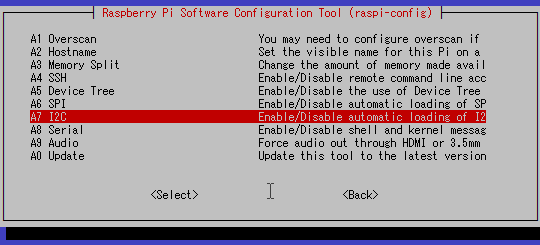 Raspberry Pi Software Configuration Tool (raspi-config)
A1 Overscan You may need to configure overscan if
A2 Hostname Set the visible name for this Pi on a
A3 Memory Split Change the amount of memory made avail
A4 SSH Enable/Disable remote command line acc
A5 Device Tree Enable/Disable the use of Device Tree
A6 SPI Enable/Disable automatic loading of SP
A7 I2C Enable/Disable automatic loading of I2
A8 Serial Enable/Disable shell and kernel messag
A9 Audio Force audio out through HDMI or 3.5mm
A0 Update Update this tool to the latest version
<Select> <Back>